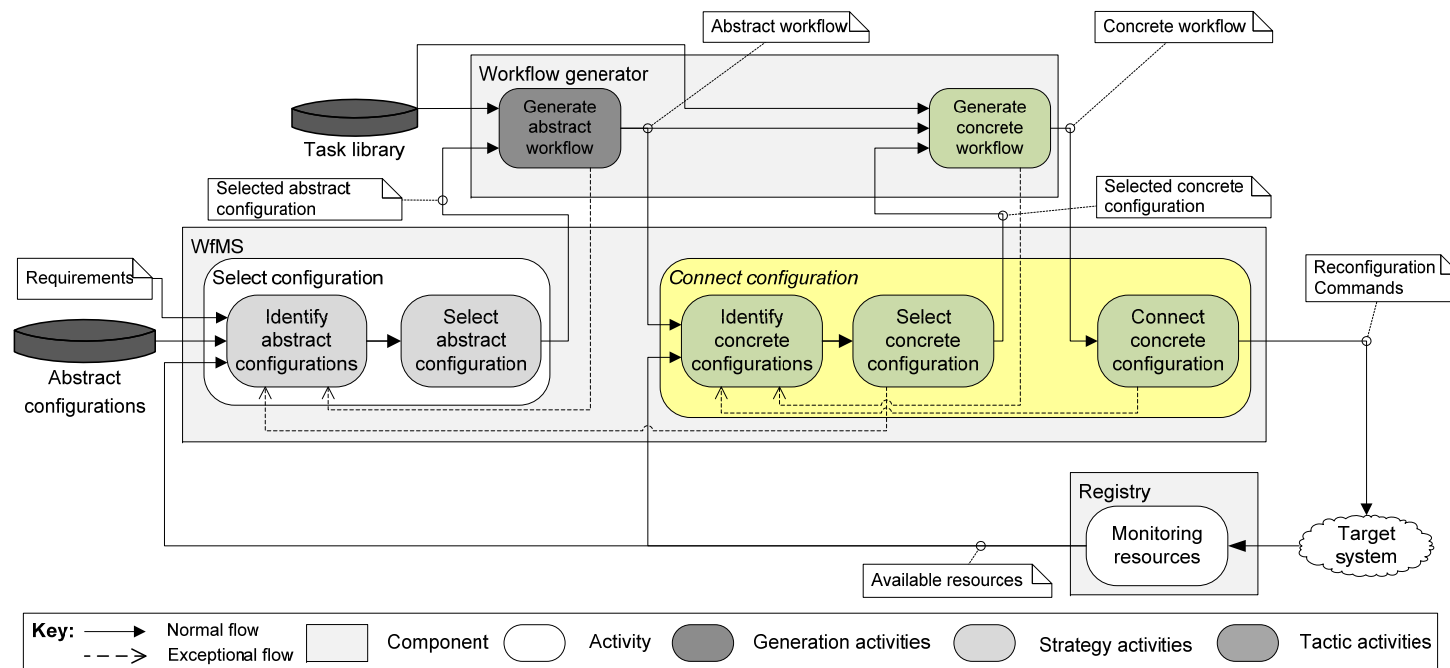 Abstract workflow
Concrete workflow
Workflow generator
Generate
abstract
workflow
Generate
concrete
workflow
Task library
Selected abstract
configuration
Selected concrete
configuration
WfMS
Requirements
Select configuration
Connect configuration
Reconfiguration
Commands
Identify
abstract
configurations
Select
abstract
configuration
Identify
concrete
configurations
Select
concrete
configuration
Connect
concrete
configuration
Abstract
configurations
Registry
Monitoring
resources
Target
system
Available resources
Key:
Normal flow
Exceptional flow
Component
Activity
Generation activities
Strategy activities
Tactic activities